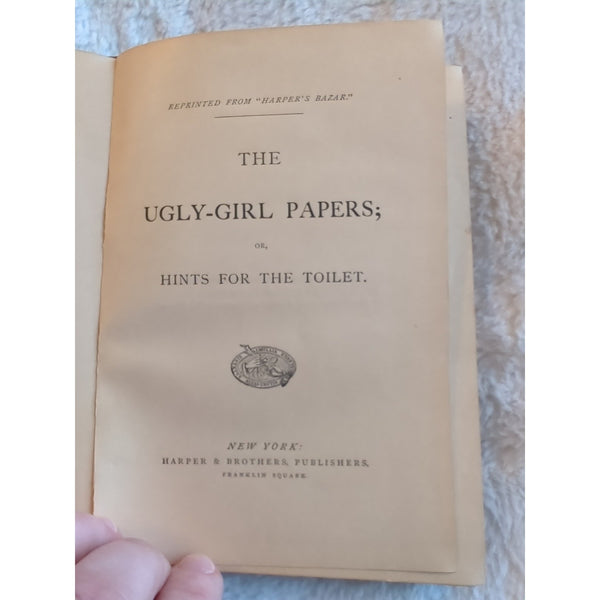 REPRINTED FROM "HARPER'S BAZAR."
THE
UGLY-GIRL PAPERS;
OR,
HINTS FOR THE TOILET.
NEW YORK:
HARPER & BROTHERS, PUBLISHERS,
FRANKLIN SQUARE.